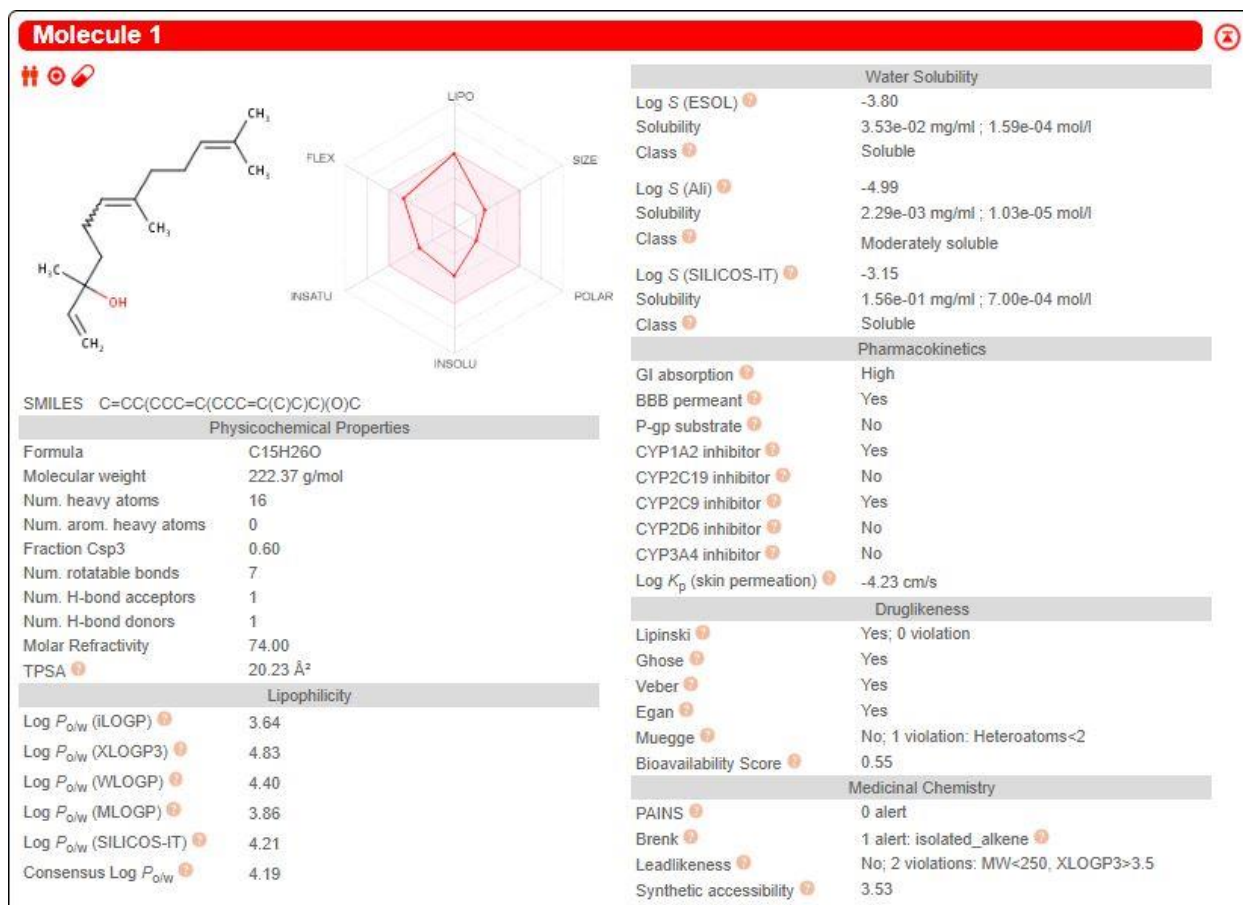 Molecule 1
CH₃
CH₃
CH₃
H₃C
OH
CH₂
LIPO
FLEX
SIZE
INSATU
POLAR
INSOLU
SMILES C=CC(CCC=C(CCC=C(C)C)C)(O)C
Physicochemical Properties
Formula C15H26O
Molecular weight 222.37 g/mol
Num. heavy atoms 16
Num. arom. heavy atoms 0
Fraction Csp3 0.60
Num. rotatable bonds 7
Num. H-bond acceptors 1
Num. H-bond donors 1
Molar Refractivity 74.00
TPSA ? 20.23 Å²
Lipophilicity
Log Po/w (iLOGP) ? 3.64
Log Po/w (XLOGP3) ? 4.83
Log Po/w (WLOGP) ? 4.40
Log Po/w (MLOGP) ? 3.86
Log Po/w (SILICOS-IT) ? 4.21
Consensus Log Po/w ? 4.19
Water Solubility
Log S (ESOL) ? -3.80
Solubility 3.53e-02 mg/ml ; 1.59e-04 mol/l
Class ? Soluble
Log S (Ali) ? -4.99
Solubility 2.29e-03 mg/ml ; 1.03e-05 mol/l
Class ? Moderately soluble
Log S (SILICOS-IT) ? -3.15
Solubility 1.56e-01 mg/ml ; 7.00e-04 mol/l
Class ? Soluble
Pharmacokinetics
GI absorption ? High
BBB permeant ? Yes
P-gp substrate ? No
CYP1A2 inhibitor ? Yes
CYP2C19 inhibitor ? No
CYP2C9 inhibitor ? Yes
CYP2D6 inhibitor ? No
CYP3A4 inhibitor ? No
Log Kp (skin permeation) ? -4.23 cm/s
Druglikeness
Lipinski ? Yes; 0 violation
Ghose ? Yes
Veber ? Yes
Egan ? Yes
Muegge ? No; 1 violation: Heteroatoms<2
Bioavailability Score ? 0.55
Medicinal Chemistry
PAINS ? 0 alert
Brenk ? 1 alert: isolated_alkene ?
Leadlikeness ? No; 2 violations: MW<250, XLOGP3>3.5
Synthetic accessibility ? 3.53